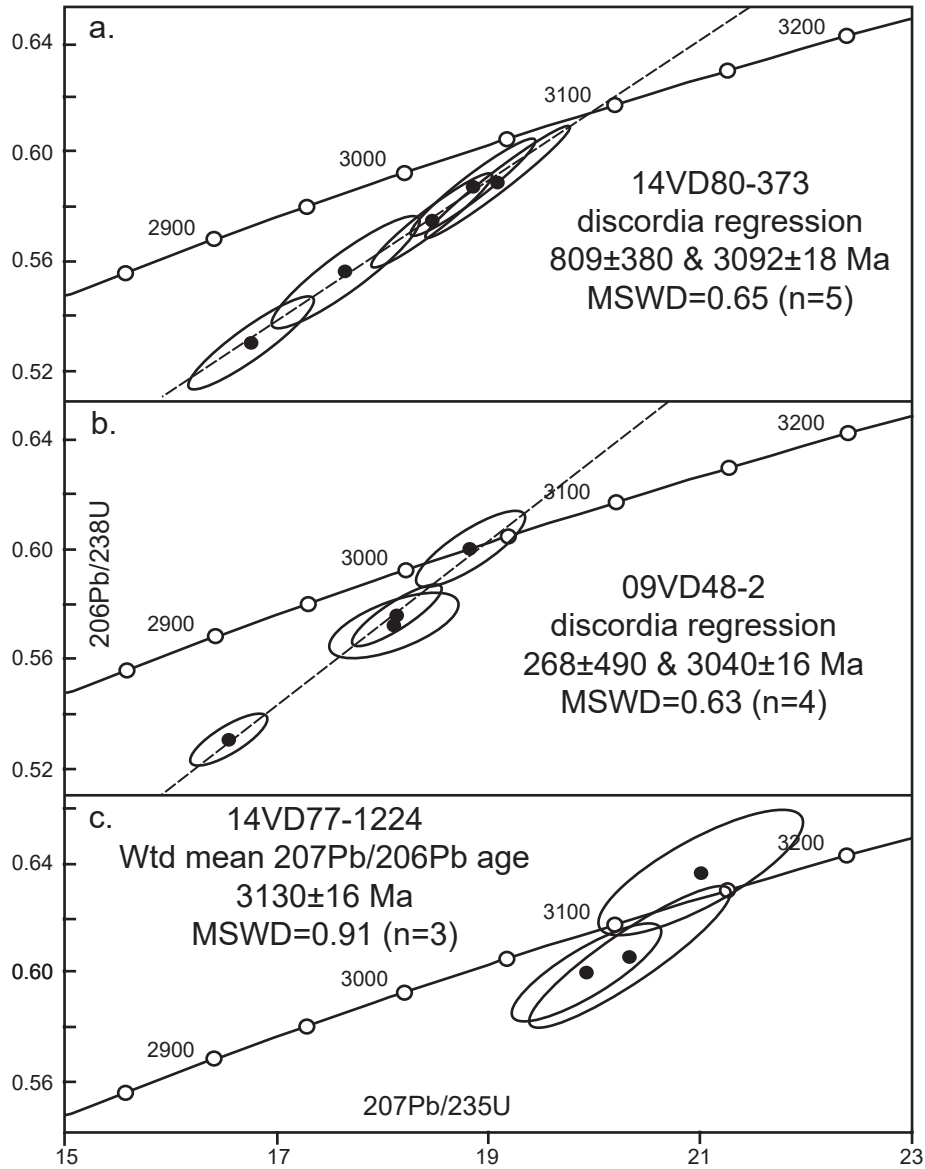 a.
0.64
0.60
0.56
0.52
2900
3000
3100
3200
14VD80-373
discordia regression
809±380 & 3092±18 Ma
MSWD=0.65 (n=5)
b.
0.64
0.60
0.56
0.52
206Pb/238U
2900
3000
3100
3200
09VD48-2
discordia regression
268±490 & 3040±16 Ma
MSWD=0.63 (n=4)
c.
14VD77-1224
Wtd mean 207Pb/206Pb age
3130±16 Ma
MSWD=0.91 (n=3)
0.64
0.60
0.56
2900
3000
3100
3200
207Pb/235U
15 17 19 21 23